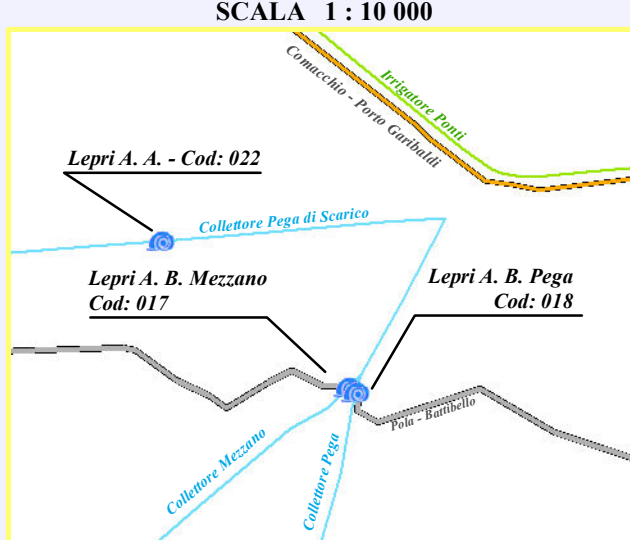 SCALA 1 : 10 000
Irrigatore Ponti
Comacchio - Porto Garibaldi
Lepri A. A. - Cod: 022
Collettore Pega di Scarico
Lepri A. B. Mezzano
Cod: 017
Lepri A. B. Pega
Cod: 018
Pola - Battibello
Collettore Mezzano
Collettore Pega